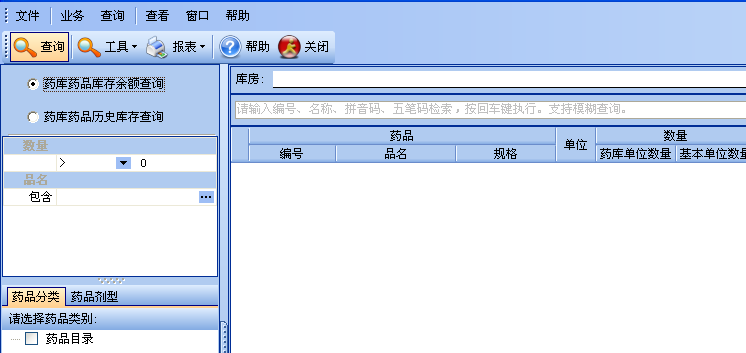 文件 业务 查询 查看 窗口 帮助
查询 工具 报表 帮助 关闭
药库药品库存余额查询
药库药品历史库存查询
数量
> 0
品名
包含 ...
药品分类 药品剂型
请选择药品类别:
药品目录
库房:
请输入编号、名称、拼音码、五笔码检索，按回车键执行。支持模糊查询。
药品 单位 数量
编号 品名 规格 药库单位数量 基本单位数量